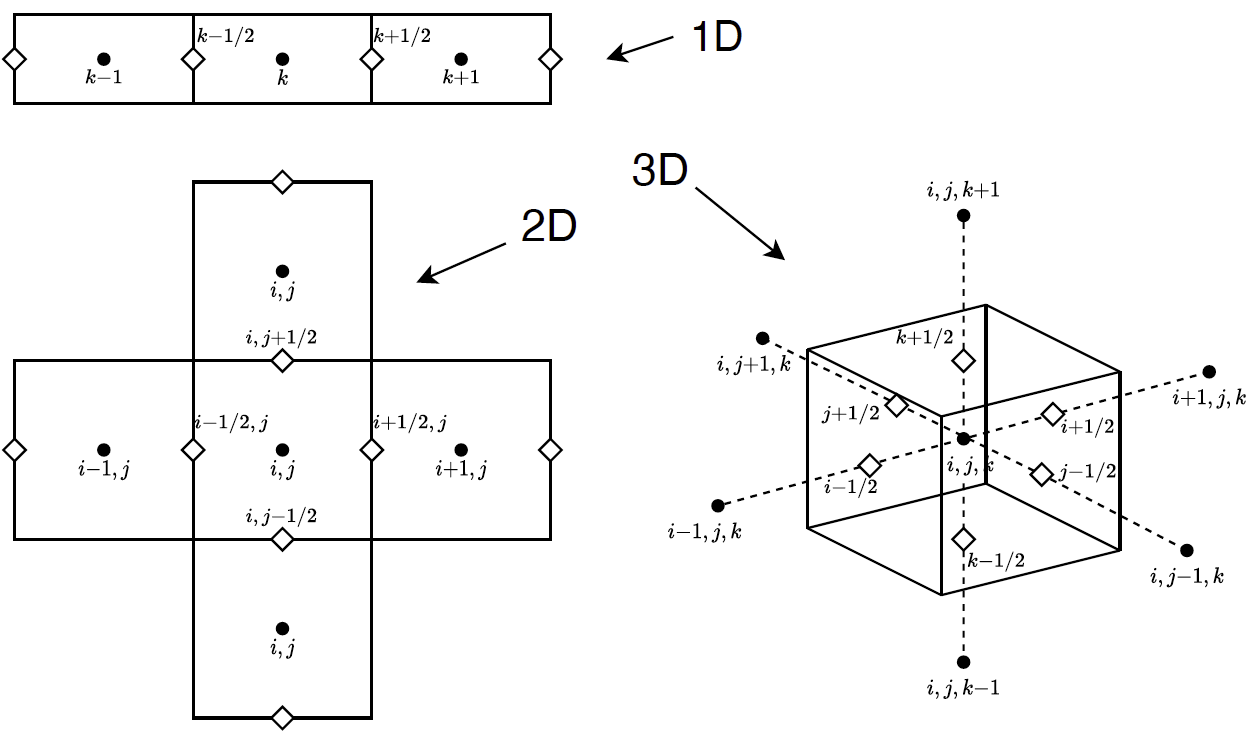 k−1/2
k+1/2
1D
k−1
k
k+1
2D
i, j
i, j+1/2
i−1/2, j
i+1/2, j
i−1, j
i, j
i+1, j
i, j−1/2
i, j
3D
i, j, k+1
k+1/2
i, j+1, k
i+1, j, k
j+1/2
i+1/2
i, j, k
j−1/2
i−1/2
i−1, j, k
k−1/2
i, j−1, k
i, j, k−1